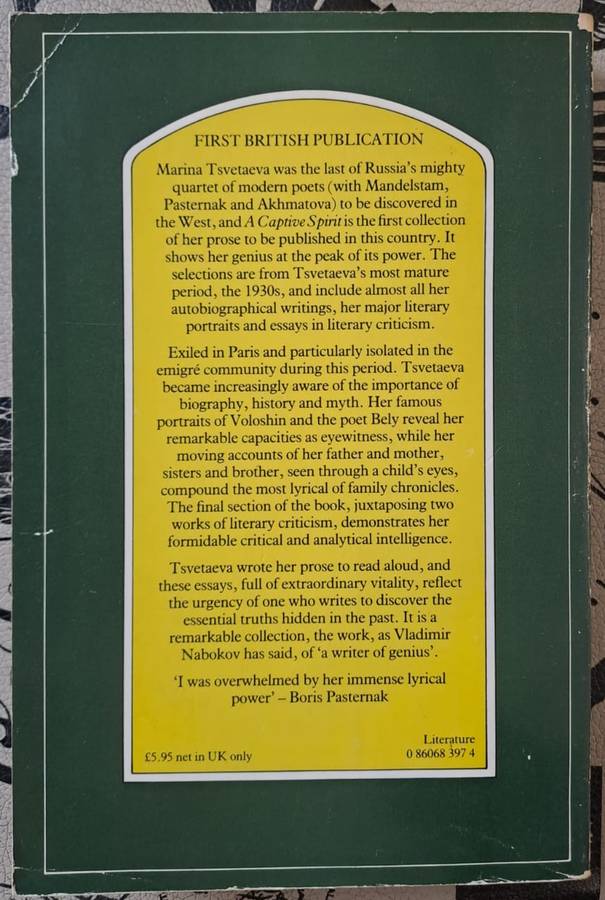 FIRST BRITISH PUBLICATION
Marina Tsvetaeva was the last of Russia's mighty
quartet of modern poets (with Mandelstam,
Pasternak and Akhmatova) to be discovered in
the West, and A Captive Spirit is the first collection
of her prose to be published in this country. It
shows her genius at the peak of its power. The
selections are from Tsvetaeva's most mature
period, the 1930s, and include almost all her
autobiographical writings, her major literary
portraits and essays in literary criticism.
Exiled in Paris and particularly isolated in the
emigré community during this period. Tsvetaeva
became increasingly aware of the importance of
biography, history and myth. Her famous
portraits of Voloshin and the poet Bely reveal her
remarkable capacities as eyewitness, while her
moving accounts of her father and mother,
sisters and brother, seen through a child's eyes,
compound the most lyrical of family chronicles.
The final section of the book, juxtaposing two
works of literary criticism, demonstrates her
formidable critical and analytical intelligence.
Tsvetaeva wrote her prose to read aloud, and
these essays, full of extraordinary vitality, reflect
the urgency of one who writes to discover the
essential truths hidden in the past. It is a
remarkable collection, the work, as Vladimir
Nabokov has said, of 'a writer of genius'.
'I was overwhelmed by her immense lyrical
power' – Boris Pasternak
Literature
£5.95 net in UK only 0 86068 397 4